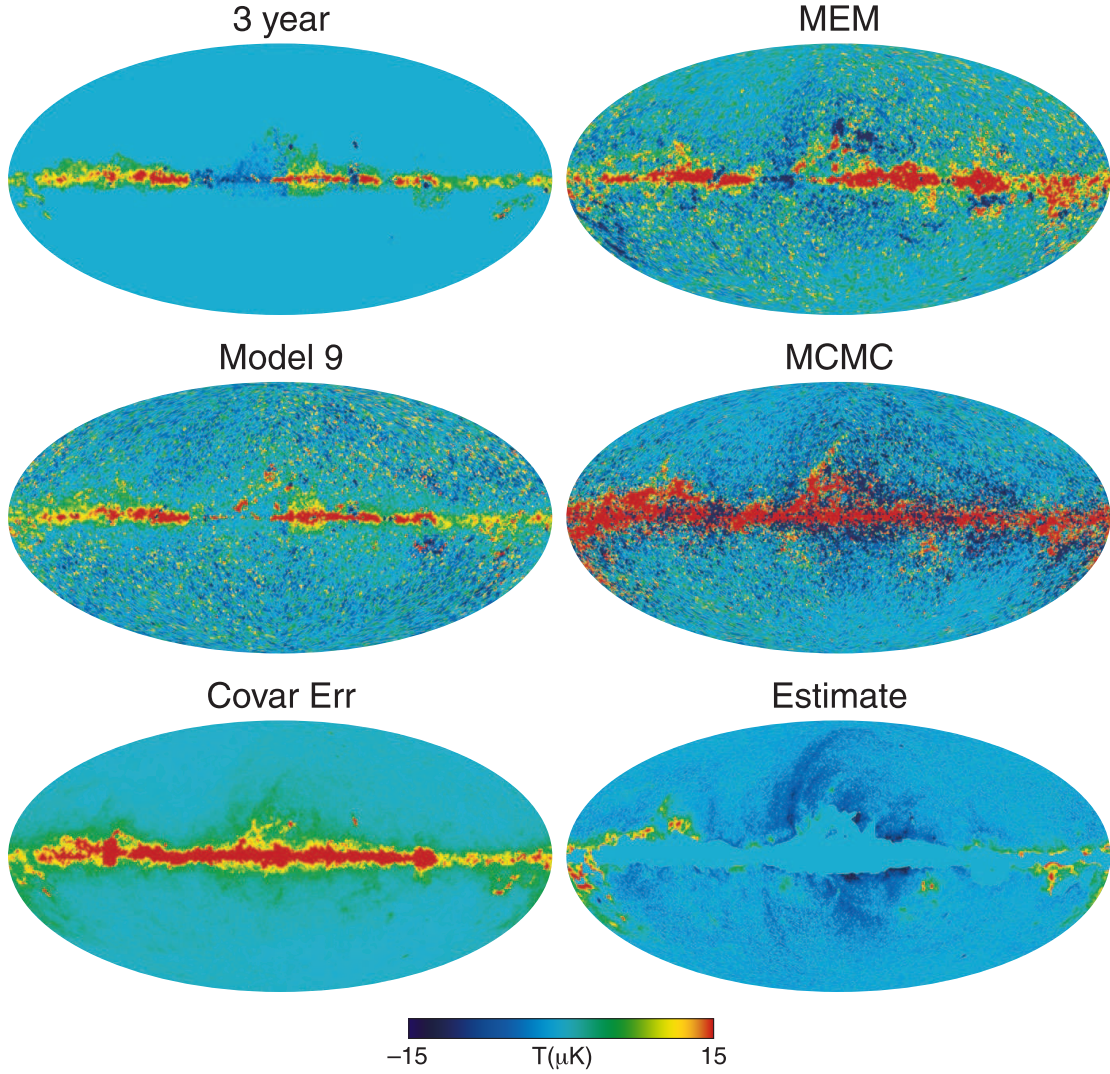 3 year
MEM
Model 9
MCMC
Covar Err
Estimate
−15 T(μK) 15